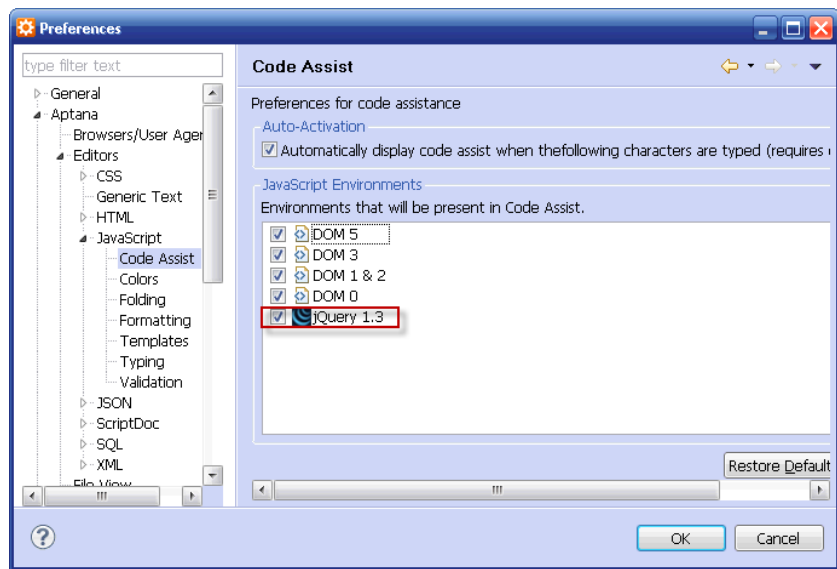 Preferences
type filter text
General
Aptana
Browsers/User Ager
Editors
CSS
Generic Text
HTML
JavaScript
Code Assist
Colors
Folding
Formatting
Templates
Typing
Validation
JSON
ScriptDoc
SQL
XML
File View
Code Assist
Preferences for code assistance
Auto-Activation
Automatically display code assist when thefollowing characters are typed (requires
JavaScript Environments
Environments that will be present in Code Assist.
DOM 5
DOM 3
DOM 1 & 2
DOM 0
jQuery 1.3
Restore Default
?
OK
Cancel